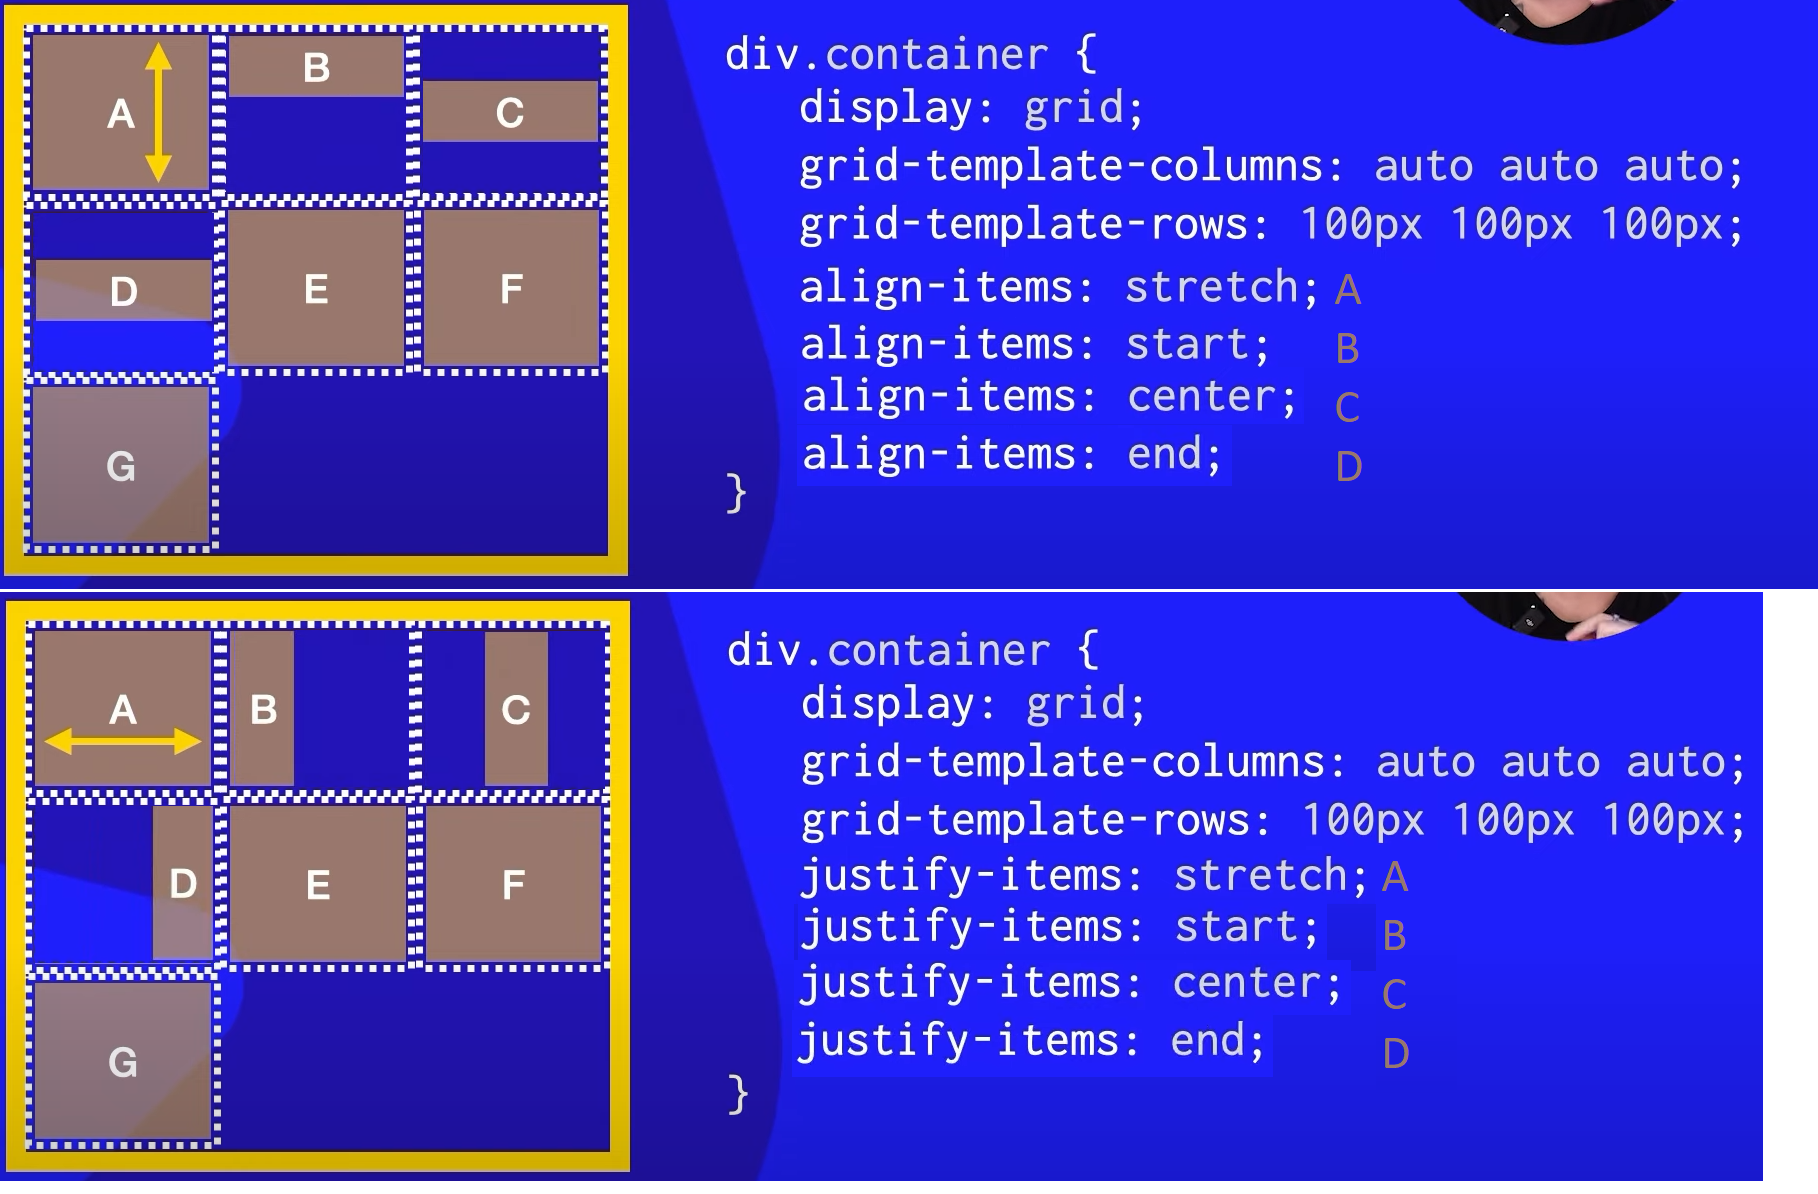 A
B
C
D
E
F
G
div.container {
display: grid;
grid-template-columns: auto auto auto;
grid-template-rows: 100px 100px 100px;
align-items: stretch; A
align-items: start; B
align-items: center; C
align-items: end; D
}
A
B
C
D
E
F
G
div.container {
display: grid;
grid-template-columns: auto auto auto;
grid-template-rows: 100px 100px 100px;
justify-items: stretch; A
justify-items: start; B
justify-items: center; C
justify-items: end; D
}